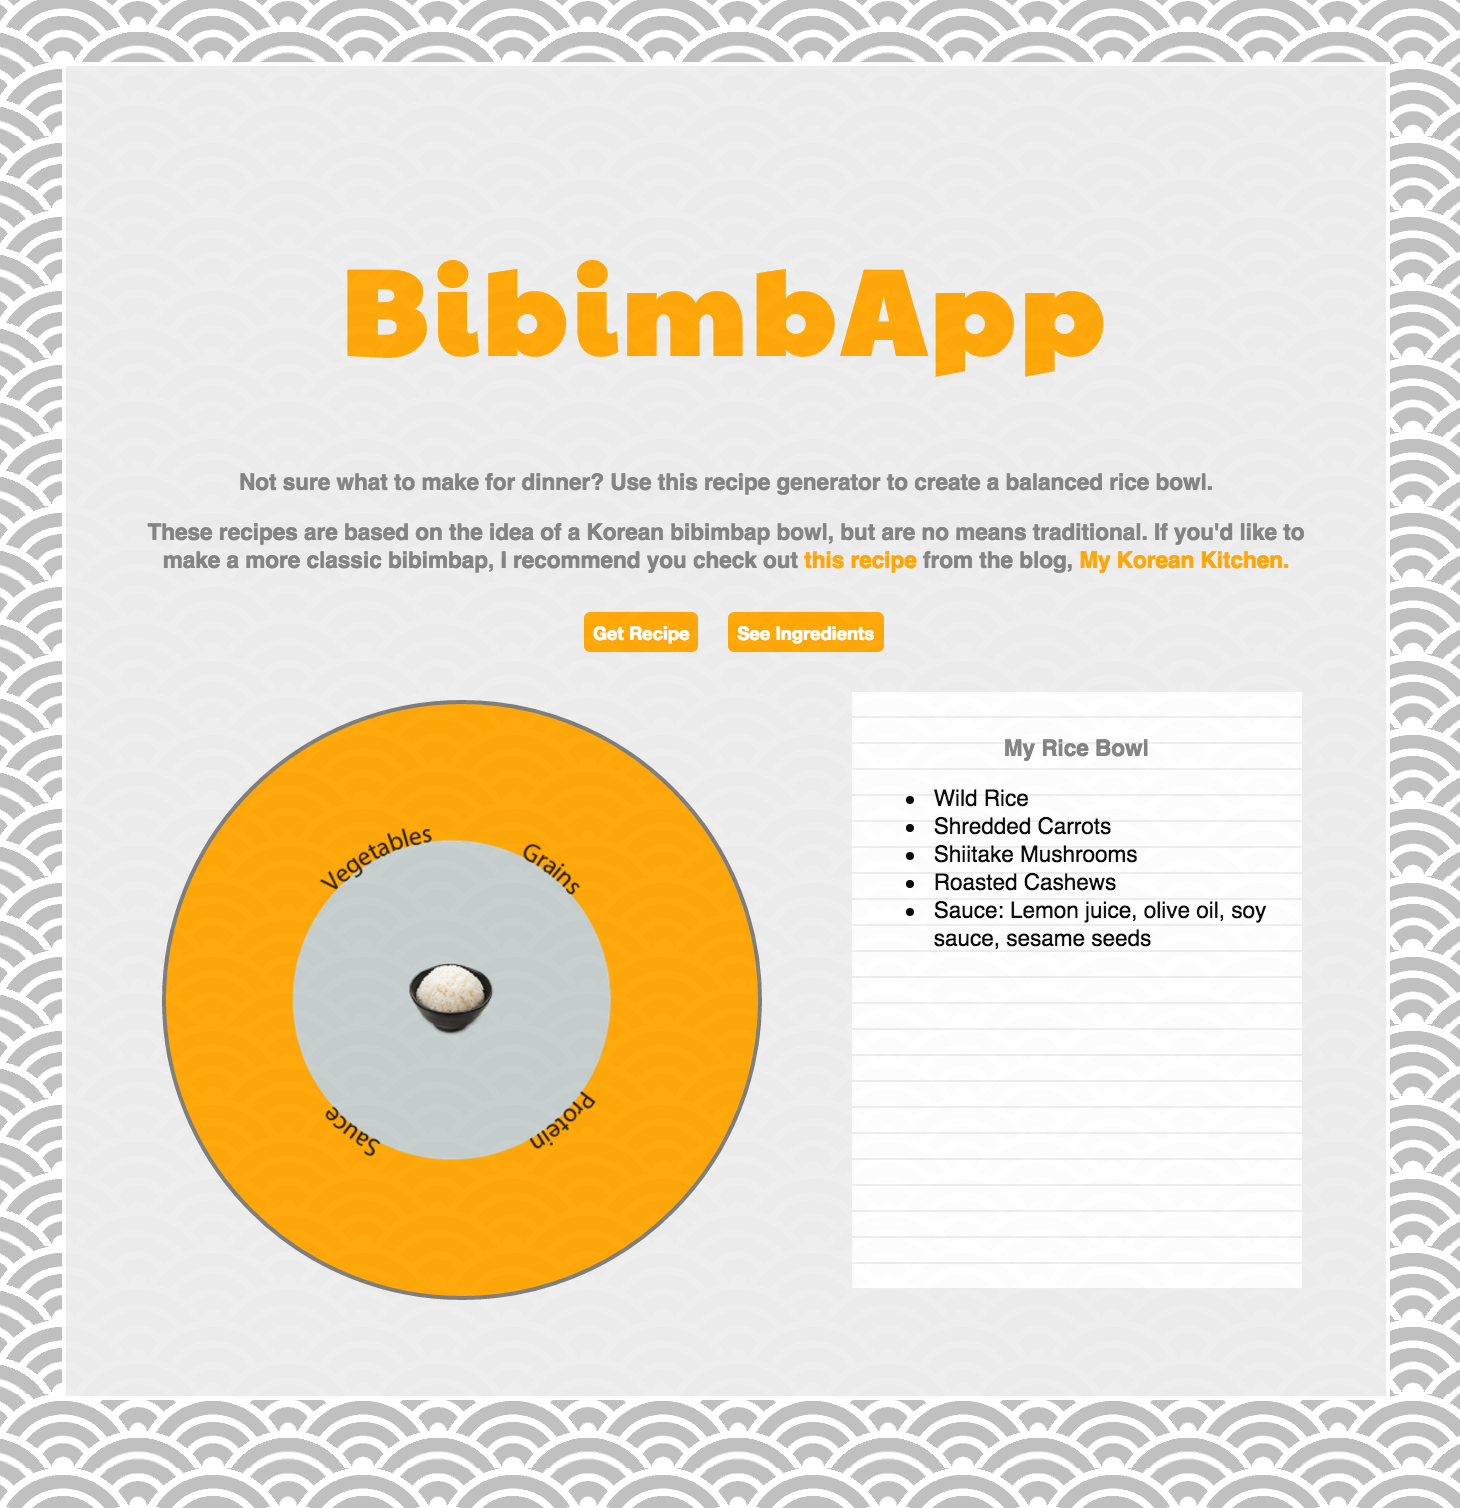 BibimbApp
Not sure what to make for dinner? Use this recipe generator to create a balanced rice bowl.
These recipes are based on the idea of a Korean bibimbap bowl, but are no means traditional. If you'd like to
make a more classic bibimbap, I recommend you check out this recipe from the blog, My Korean Kitchen.
Get Recipe
See Ingredients
Vegetables
Grains
Sauce
Protein
My Rice Bowl
Wild Rice
Shredded Carrots
Shiitake Mushrooms
Roasted Cashews
Sauce: Lemon juice, olive oil, soy
sauce, sesame seeds